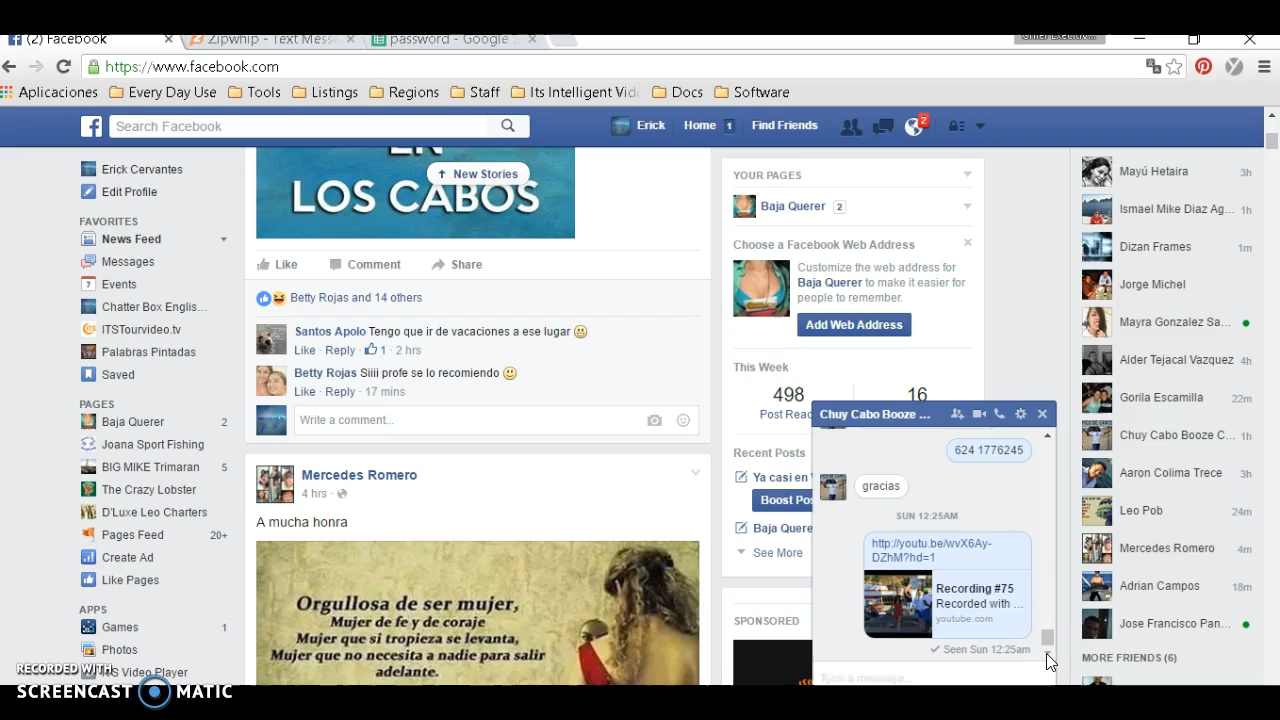 (2) Facebook
Zipwhip - Text Mess
password - Google
https://www.facebook.com
Aplicaciones
Every Day Use
Tools
Listings
Regions
Staff
Its Intelligent Vid
Docs
Software
Search Facebook
Erick
Home 1
Find Friends
2
Erick Cervantes
Edit Profile
FAVORITES
News Feed
Messages
7 Events
Chatter Box Englis...
ITSTourvideo.tv
Palabras Pintadas
Saved
PAGES
Baja Querer 2
Joana Sport Fishing
BIG MIKE Trimaran 5
The Crazy Lobster
D'Luxe Leo Charters
Pages Feed 20+
Create Ad
Like Pages
APPS
Games 1
Photos
ITS Video Player
RECORDED WITH
SCREENCAST MATIC
EN
↑ New Stories
LOS CABOS
Like Comment Share
Betty Rojas and 14 others
Santos Apolo Tengo que ir de vacaciones a ese lugar
Like · Reply · 1 · 2 hrs
Betty Rojas Siiii profe se lo recomiendo
Like · Reply · 17 mins
Write a comment...
Mercedes Romero
4 hrs
A mucha honra
Orgullosa de ser mujer,
Mujer de fe y de coraje
Mujer que si tropieza se levanta,
Mujer que no necesita a nadie para salir
adelante.
YOUR PAGES
Baja Querer 2
Choose a Facebook Web Address
Customize the web address for
Baja Querer to make it easier for
people to remember.
Add Web Address
This Week
498 16
Post Reac
Recent Posts
Ya casi en
Boost Pos
Baja Quere
See More
SPONSORED
Chuy Cabo Booze ...
624 1776245
gracias
SUN 12:25AM
http://youtu.be/wvX6Ay-
DZhM?hd=1
Recording #75
Recorded with ...
youtube.com
Seen Sun 12:25am
Type a message...
Mayú Hetaira 3h
Ismael Mike Diaz Ag... 1h
Dizan Frames 1m
Jorge Michel
Mayra Gonzalez Sa...
Alder Tejacal Vazquez 4h
Gorila Escamilla 22m
Chuy Cabo Booze C... 1h
Aaron Colima Trece 3h
Leo Pob 24m
Mercedes Romero 4m
Adrian Campos 18m
Jose Francisco Pan...
MORE FRIENDS (6)